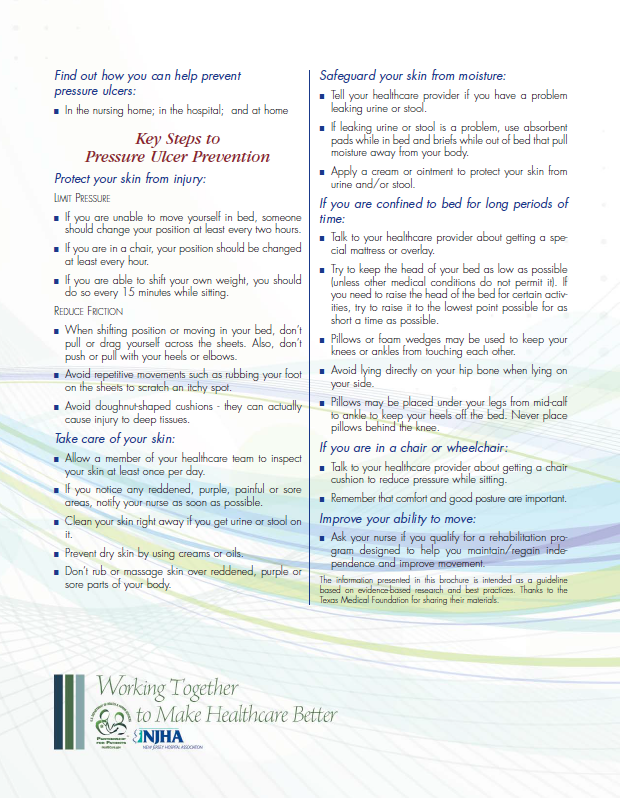 Find out how you can help prevent
pressure ulcers:
■ In the nursing home; in the hospital; and at home
Key Steps to
Pressure Ulcer Prevention
Protect your skin from injury:
LIMIT PRESSURE
■ If you are unable to move yourself in bed, someone
should change your position at least every two hours.
■ If you are in a chair, your position should be changed
at least every hour.
■ If you are able to shift your own weight, you should
do so every 15 minutes while sitting.
REDUCE FRICTION
■ When shifting position or moving in your bed, don't
pull or drag yourself across the sheets. Also, don't
push or pull with your heels or elbows.
■ Avoid repetitive movements such as rubbing your foot
on the sheets to scratch an itchy spot.
■ Avoid doughnut-shaped cushions - they can actually
cause injury to deep tissues.
Take care of your skin:
■ Allow a member of your healthcare team to inspect
your skin at least once per day.
■ If you notice any reddened, purple, painful or sore
areas, notify your nurse as soon as possible.
■ Clean your skin right away if you get urine or stool on
it.
■ Prevent dry skin by using creams or oils.
■ Don't rub or massage skin over reddened, purple or
sore parts of your body.
Safeguard your skin from moisture:
■ Tell your healthcare provider if you have a problem
leaking urine or stool.
■ If leaking urine or stool is a problem, use absorbent
pads while in bed and briefs while out of bed that pull
moisture away from your body.
■ Apply a cream or ointment to protect your skin from
urine and/or stool.
If you are confined to bed for long periods of
time:
■ Talk to your healthcare provider about getting a spe-
cial mattress or overlay.
■ Try to keep the head of your bed as low as possible
(unless other medical conditions do not permit it). If
you need to raise the head of the bed for certain activ-
ities, try to raise it to the lowest point possible for as
short a time as possible.
■ Pillows or foam wedges may be used to keep your
knees or ankles from touching each other.
■ Avoid lying directly on your hip bone when lying on
your side.
■ Pillows may be placed under your legs from mid-calf
to ankle to keep your heels off the bed. Never place
pillows behind the knee.
If you are in a chair or wheelchair:
■ Talk to your healthcare provider about getting a chair
cushion to reduce pressure while sitting.
■ Remember that comfort and good posture are important.
Improve your ability to move:
■ Ask your nurse if you qualify for a rehabilitation pro-
gram designed to help you maintain/regain inde-
pendence and improve movement.
The information presented in this brochure is intended as a guideline
based on evidence-based research and best practices. Thanks to the
Texas Medical Foundation for sharing their materials.
Working Together
to Make Healthcare Better
PARTNERSHIP
FOR PATIENTS
NJHA
NEW JERSEY HOSPITAL ASSOCIATION